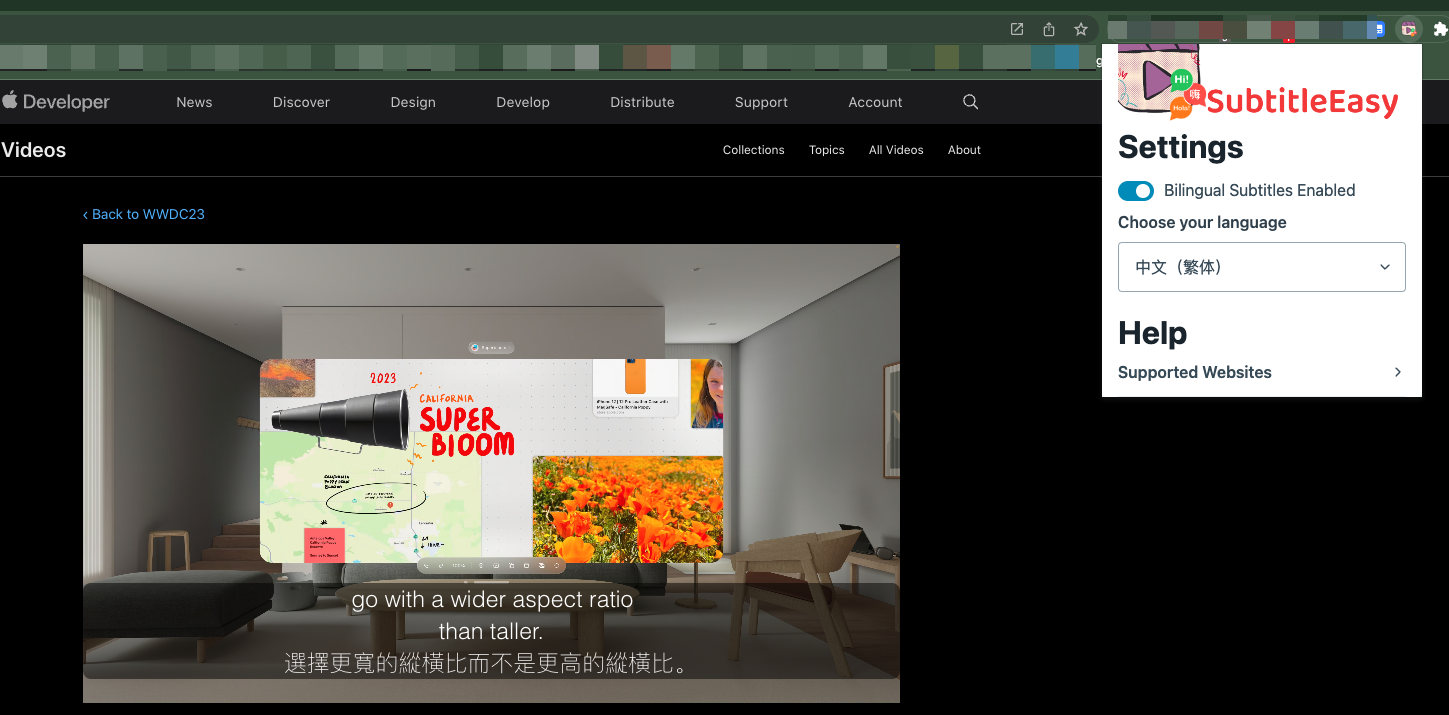 Developer
News
Discover
Design
Develop
Distribute
Support
Account
Videos
Collections
Topics
All Videos
About
‹ Back to WWDC23
2023
CALIFORNIA
SUPER
BLOOM
go with a wider aspect ratio
than taller.
選擇更寬的縱橫比而不是更高的縱橫比。
Hi!
嗨
Hola!
SubtitleEasy
Settings
Bilingual Subtitles Enabled
Choose your language
中文（繁体）
Help
Supported Websites